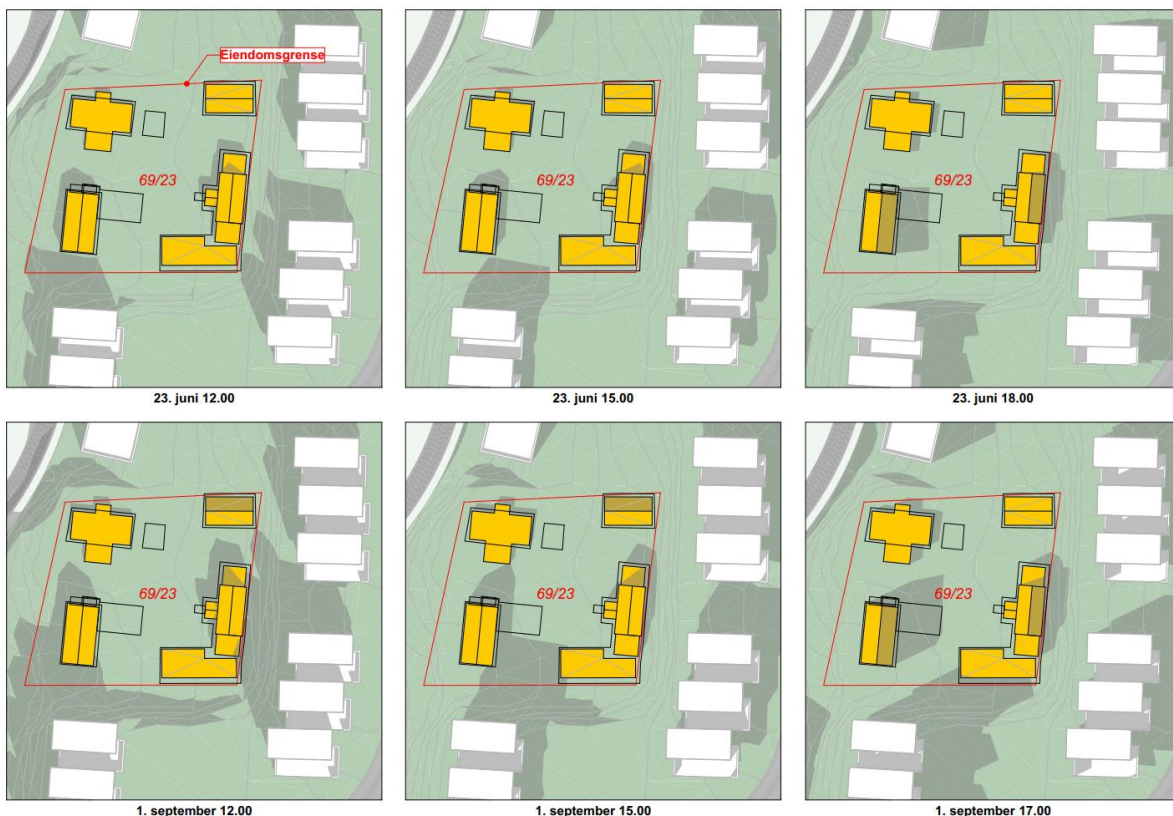 Eiendomsgrense
69/23
69/23
69/23
23. juni 12.00
23. juni 15.00
23. juni 18.00
69/23
69/23
69/23
1. september 12.00
1. september 15.00
1. september 17.00